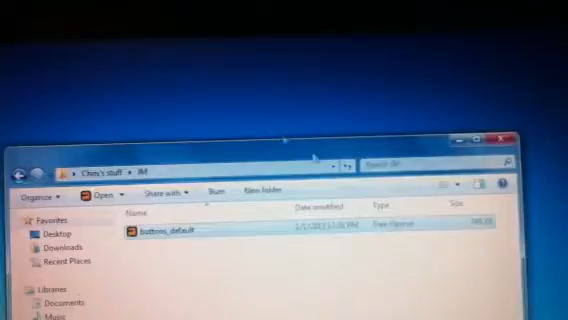 Chris's stuff
Organize
Open
Share with
Burn
New folder
Name
Date modified
Type
Size
Favorites
buttons_default
Desktop
Downloads
Recent Places
Libraries
Documents
Music